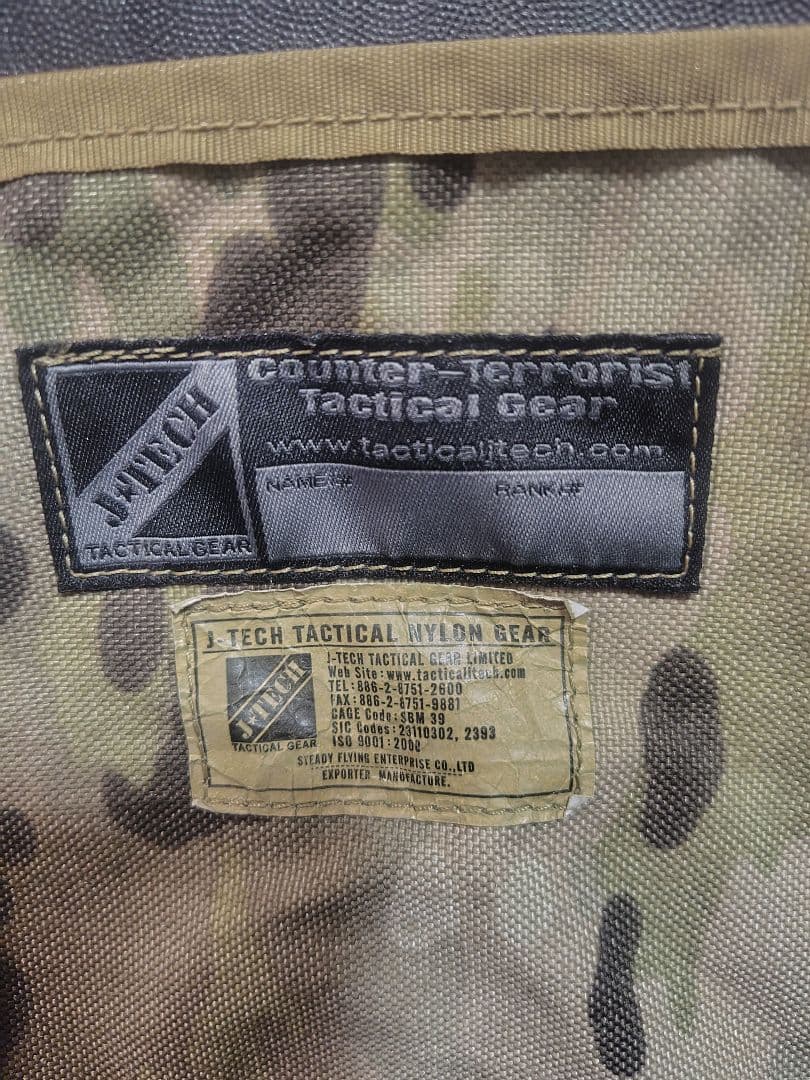 Counter-Terrorist
Tactical Gear
www.tacticaljtech.com
J★TECH
TACTICAL GEAR
NAME:#
RANK:#
J-TECH TACTICAL NYLON GEAR
J-TECH TACTICAL GEAR LIMITED
Web Site: www.tacticaljtech.com
TEL: 886-2-8751-2600
FAX: 886-2-8751-9881
CAGE Code: SBM 39
SIC Codes: 23110302, 2393
ISO 9001: 2000
J★TECH
TACTICAL GEAR
STEADY FLYING ENTERPRISE CO.,LTD
EXPORTER MANUFACTURE.